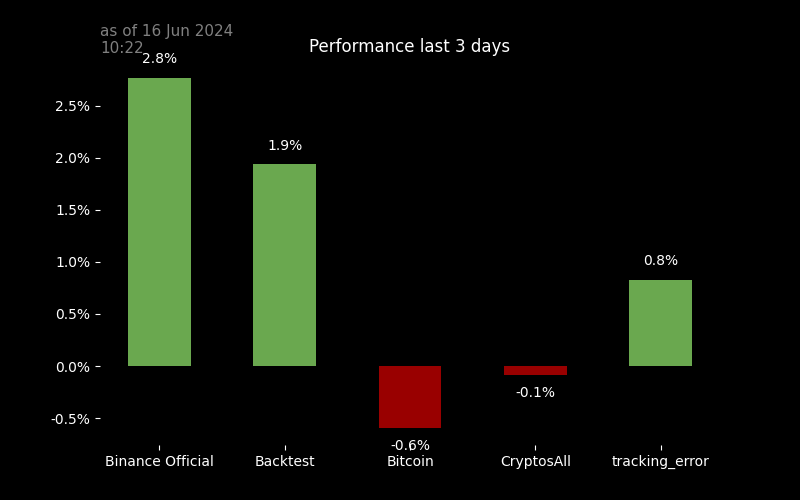 as of 16 Jun 2024
10:22
Performance last 3 days
2.8%
2.5%
1.9%
2.0%
1.5%
1.0%
0.8%
0.5%
0.0%
-0.1%
-0.5%
-0.6%
Binance Official
Backtest
Bitcoin
CryptosAll
tracking_error